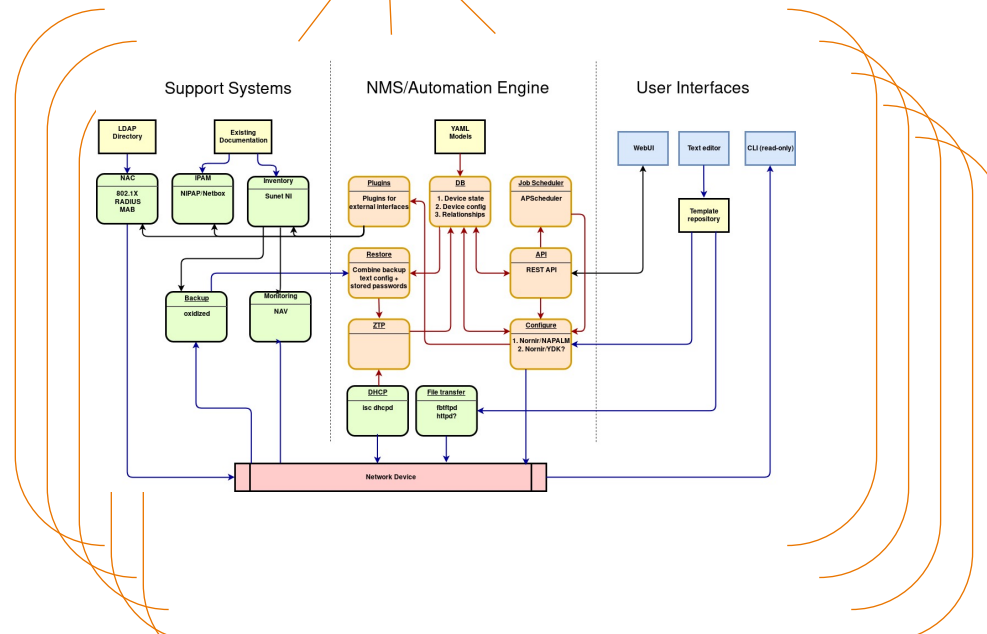 Support Systems
NMS/Automation Engine
User Interfaces
LDAP
Directory
Existing
Documentation
YAML
Models
WebUI
Text editor
CLI (read-only)
NAC
802.1X
RADIUS
MAB
IPAM
NIPAP/Netbox
Inventory
Sunet NI
Plugins
Plugins for
external interfaces
DB
1. Device state
2. Device config
3. Relationships
Job Scheduler
APScheduler
Template
repository
Restore
Combine backup
text config +
stored passwords
API
REST API
Backup
oxidized
Monitoring
NAV
ZTP
Configure
1. Nornir/NAPALM
2. Nornir/YDK?
DHCP
isc dhcpd
File transfer
fbtftpd
httpd?
Network Device